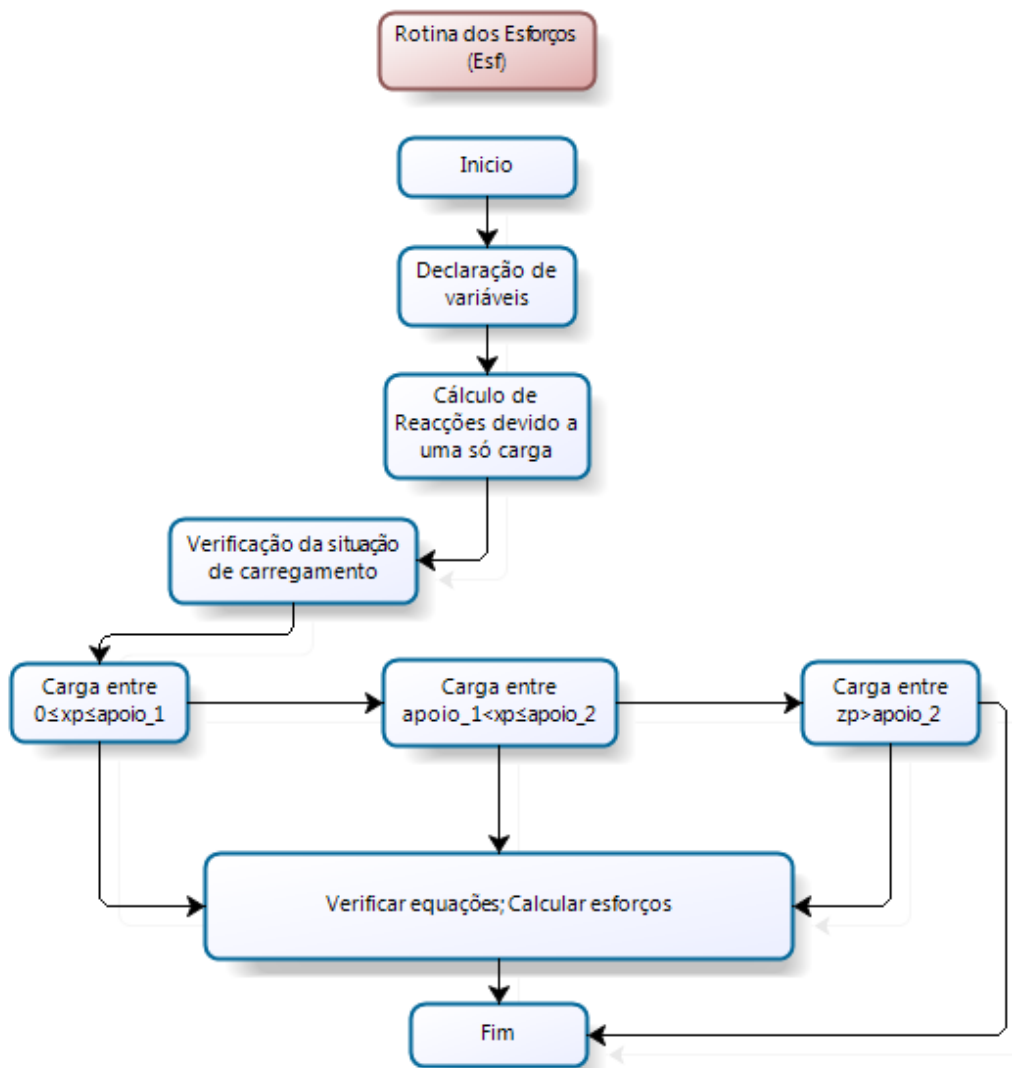 Rotina dos Esforços
(Esf)
Inicio
Declaração de
variáveis
Cálculo de
Reacções devido a
uma só carga
Verificação da situação
de carregamento
Carga entre
0≤xp≤apoio_1
Carga entre
apoio_1<xp≤apoio_2
Carga entre
zp>apoio_2
Verificar equações; Calcular esforços
Fim